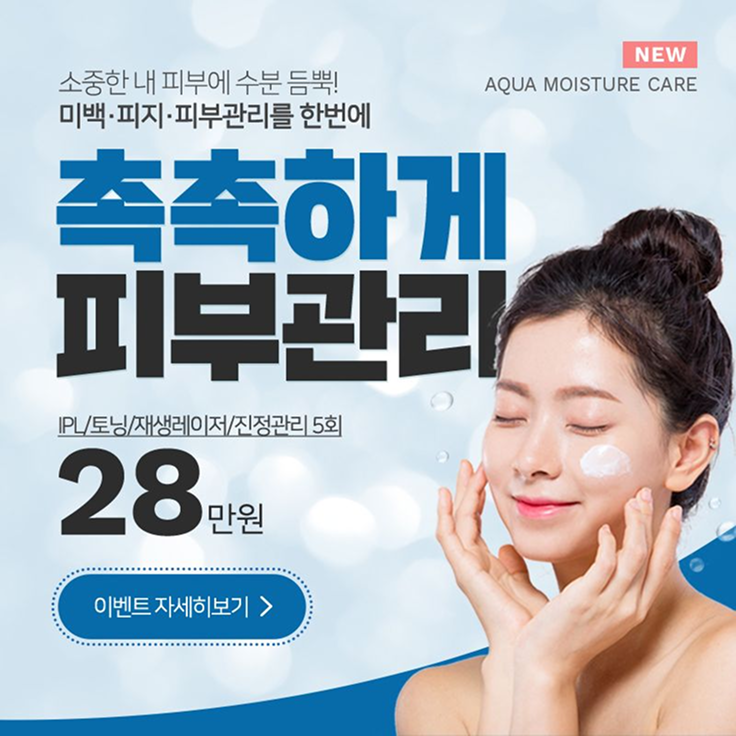 NEW
AQUA MOISTURE CARE
소중한 내 피부에 수분 듬뿍!
미백·피지·피부관리를 한번에
촉촉하게
피부관리
IPL/토닝/재생레이저/진정관리 5회
28만원
이벤트 자세히보기 >